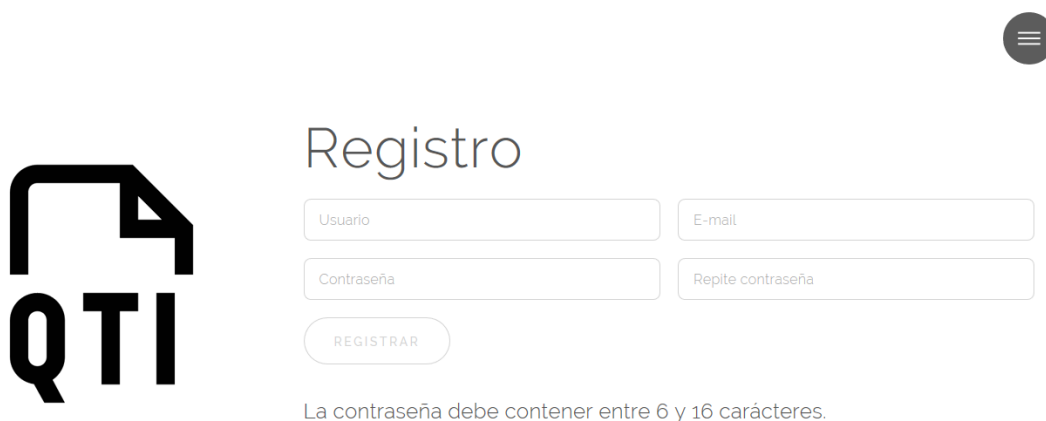 Registro
QTI
Usuario
E-mail
Contraseña
Repite contraseña
REGISTRAR
La contraseña debe contener entre 6 y 16 carácteres.